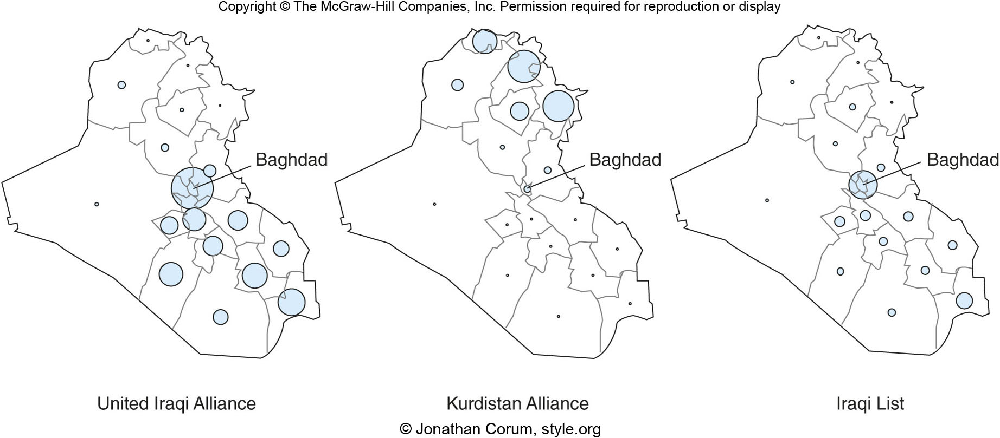 Copyright © The McGraw-Hill Companies, Inc. Permission required for reproduction or display
Baghdad
Baghdad
Baghdad
United Iraqi Alliance
Kurdistan Alliance
Iraqi List
© Jonathan Corum, style.org